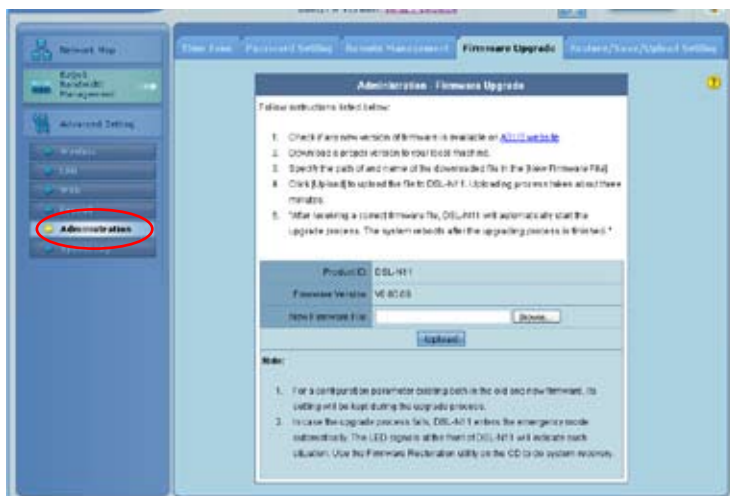 Network Map
Time Zone Password Setting Remote Management Firmware Upgrade Restore/Save/Upload Setting
Bandwidth
Management
Advanced Setting
Wireless
LAN
WAN
Firewall
Administration
Administration - Firmware Upgrade
Follow instructions listed below:
1. Check if any new version of firmware is available on ASUS website
2. Download a proper version to your local machine.
3. Specify the path of and name of the downloaded file in the [New Firmware File]
4. Click [Upload] to upload the file to DSL-N11. Uploading process takes about three
minutes.
5. "After receiving a correct firmware file, DSL-N11 will automatically start the
upgrade process. The system reboots after the upgrading process is finished."
Product ID: DSL-N11
Firmware Version:
New Firmware File: Browse...
Upload
Note:
1. For a configuration parameter existing both in the old and new firmware, its
setting will be kept during the upgrade process.
2. In case the upgrade process fails, DSL-N11 enters the emergency mode
automatically. The LED signals at the front of DSL-N11 will indicate such
situation. Use the Firmware Restoration utility on the CD to do system recovery.